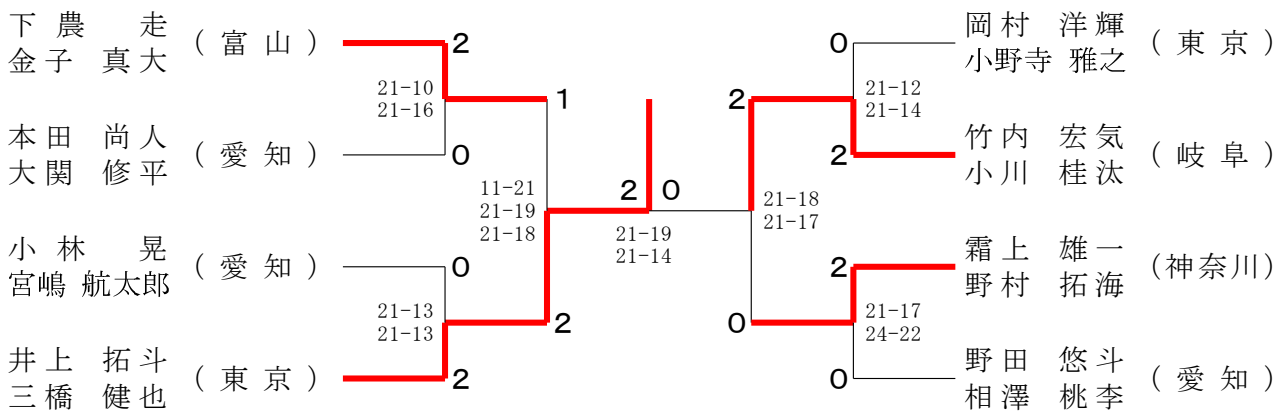 下農 走
金子 真大
(富山)
2
21-10
21-16
本田 尚人
大関 修平
(愛知)
0
1
11-21
21-19
21-18
小林 晃
宮嶋 航太郎
(愛知)
0
21-13
21-13
井上 拓斗
三橋 健也
(東京)
2
2
2 0
21-19
21-14
岡村 洋輝
小野寺 雅之
(東京)
0
21-12
21-14
竹内 宏気
小川 桂汰
(岐阜)
2
2
21-18
21-17
霜上 雄一
野村 拓海
(神奈川)
2
21-17
24-22
0
野田 悠斗
相澤 桃李
(愛知)
0